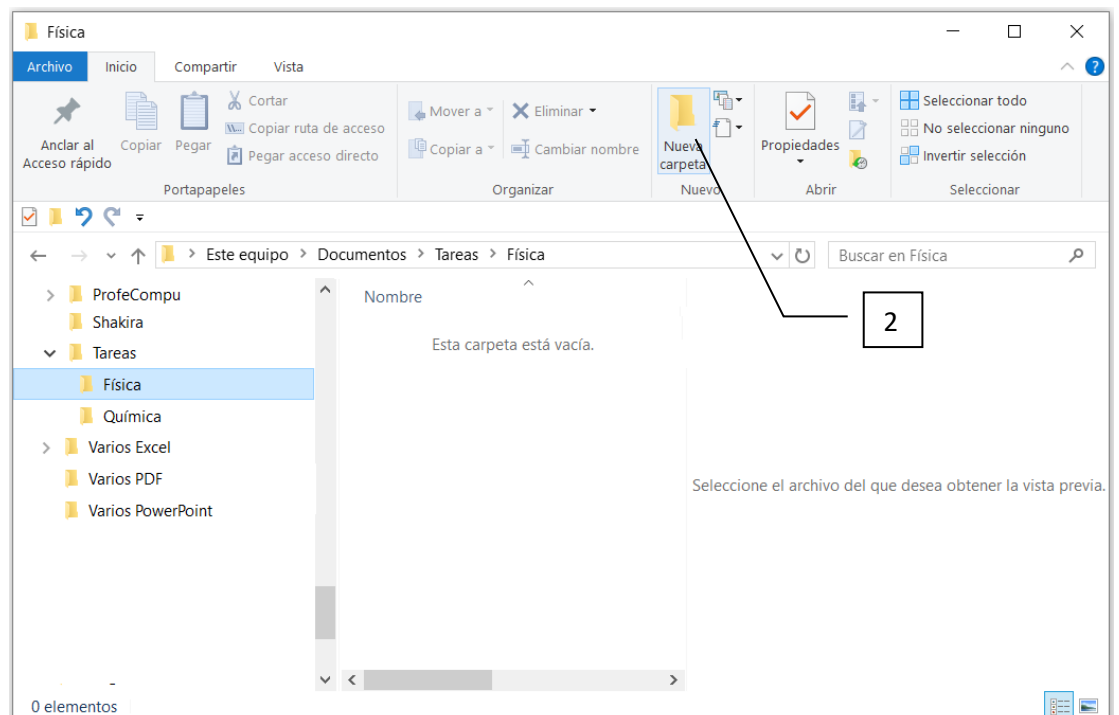 Física
Archivo Inicio Compartir Vista
Anclar al
Acceso rápido
Copiar
Pegar
Cortar
Copiar ruta de acceso
Pegar acceso directo
Portapapeles
Mover a
Copiar a
Eliminar
Cambiar nombre
Organizar
Nueva
carpeta
Nuevo
Propiedades
Abrir
Seleccionar todo
No seleccionar ninguno
Invertir selección
Seleccionar
Este equipo > Documentos > Tareas > Física
Buscar en Física
ProfeCompu
Shakira
Tareas
Física
Química
Varios Excel
Varios PDF
Varios PowerPoint
Nombre
Esta carpeta está vacía.
2
Seleccione el archivo del que desea obtener la vista previa.
0 elementos